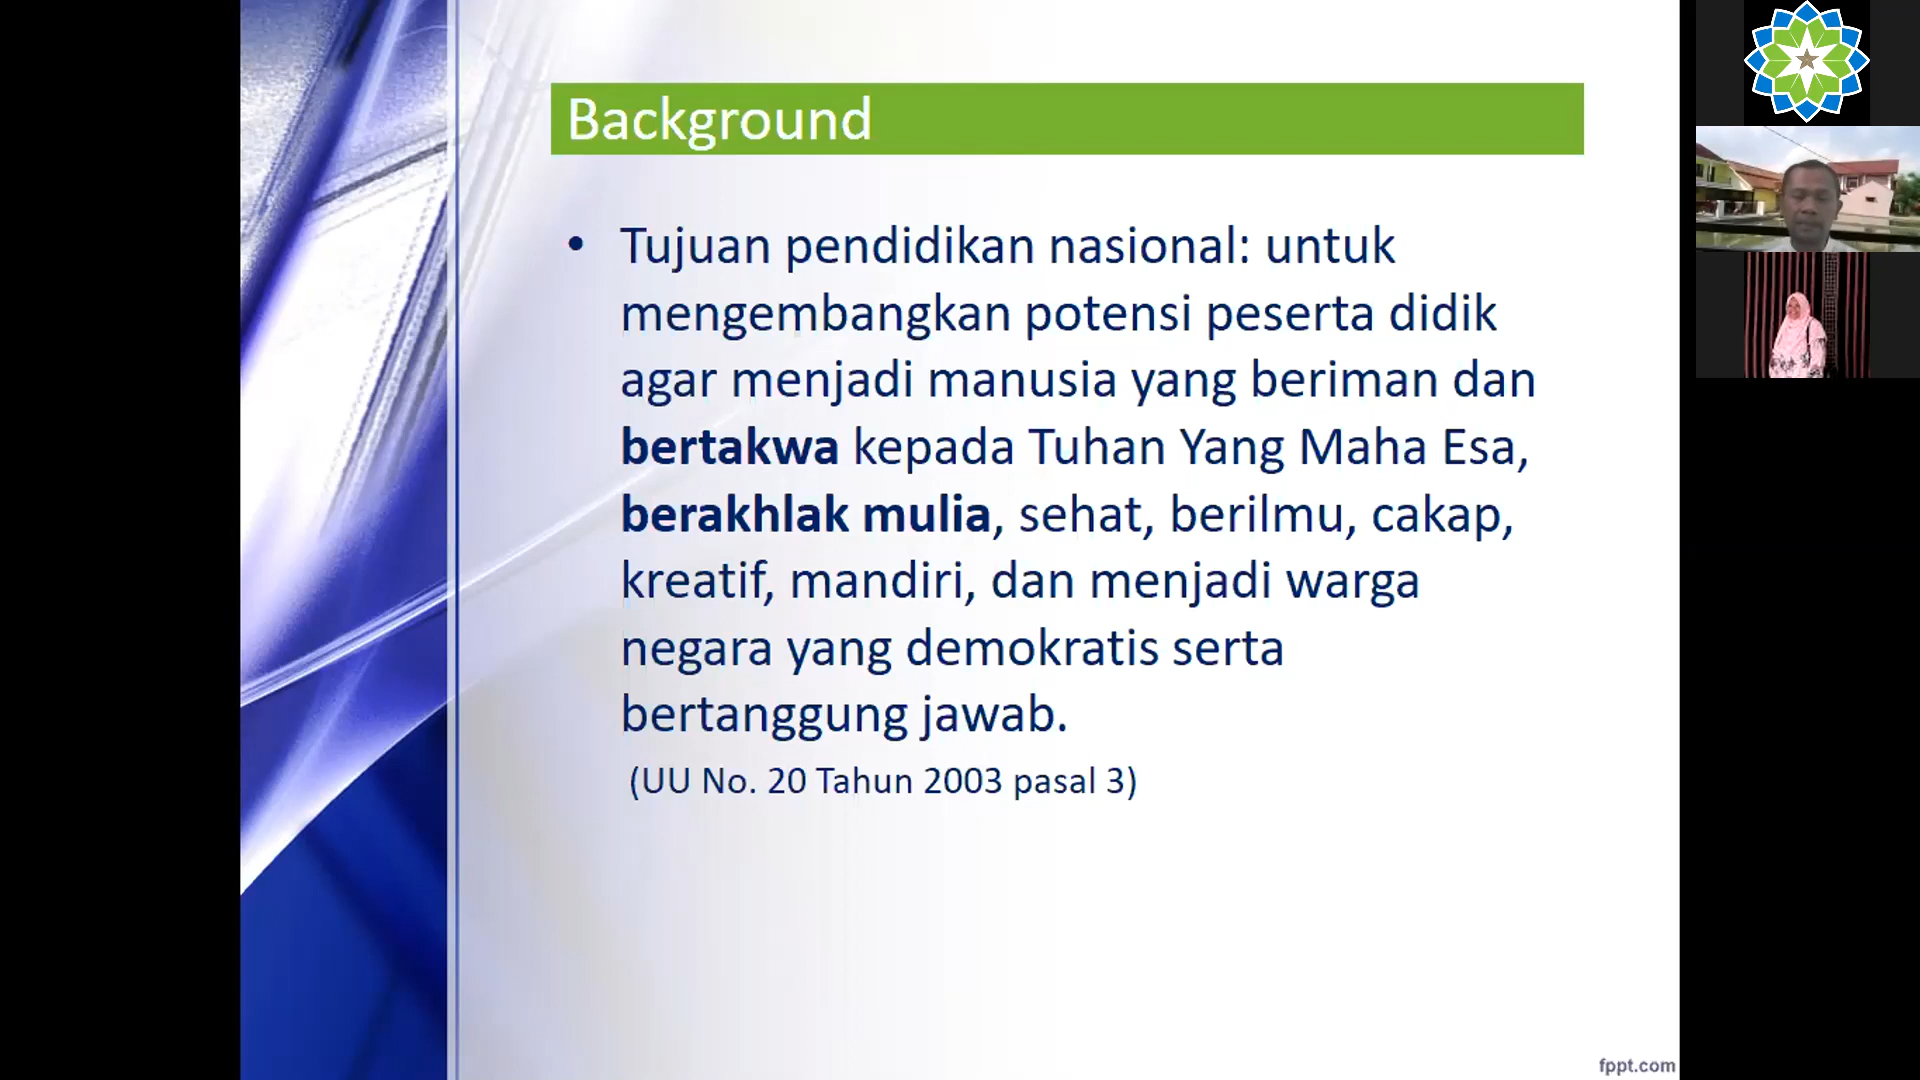 Background
• Tujuan pendidikan nasional: untuk
mengembangkan potensi peserta didik
agar menjadi manusia yang beriman dan
bertakwa kepada Tuhan Yang Maha Esa,
berakhlak mulia, sehat, berilmu, cakap,
kreatif, mandiri, dan menjadi warga
negara yang demokratis serta
bertanggung jawab.
(UU No. 20 Tahun 2003 pasal 3)
fppt.com